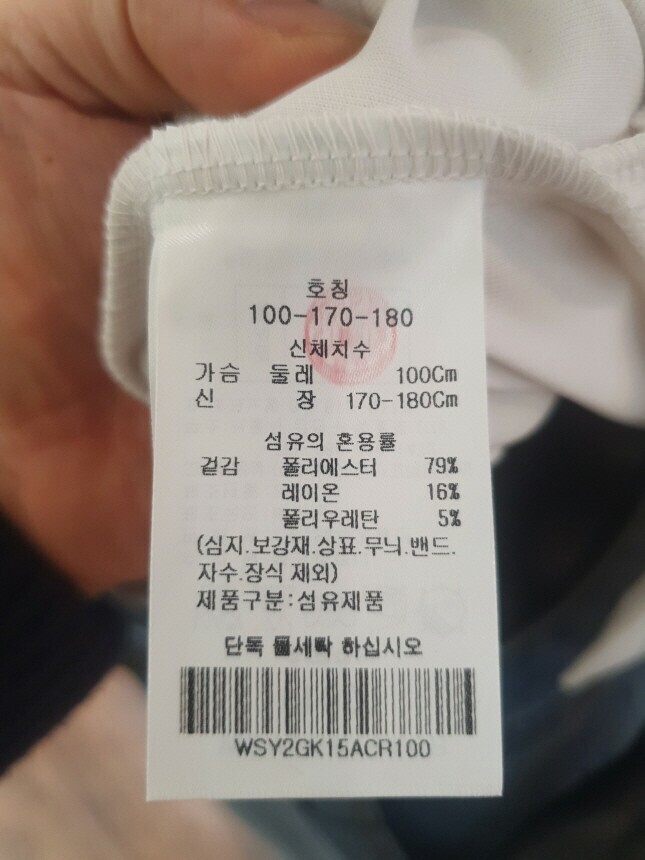 호칭
100-170-180
신체치수
가슴 둘레 100Cm
신 장 170-180Cm
섬유의 혼용률
겉감 폴리에스터 79%
레이온 16%
폴리우레탄 5%
(심지.보강재.상표.무늬.밴드.
자수.장식 제외)
제품구분:섬유제품
단독 물세탁 하십시오
WSY2GK15ACR100